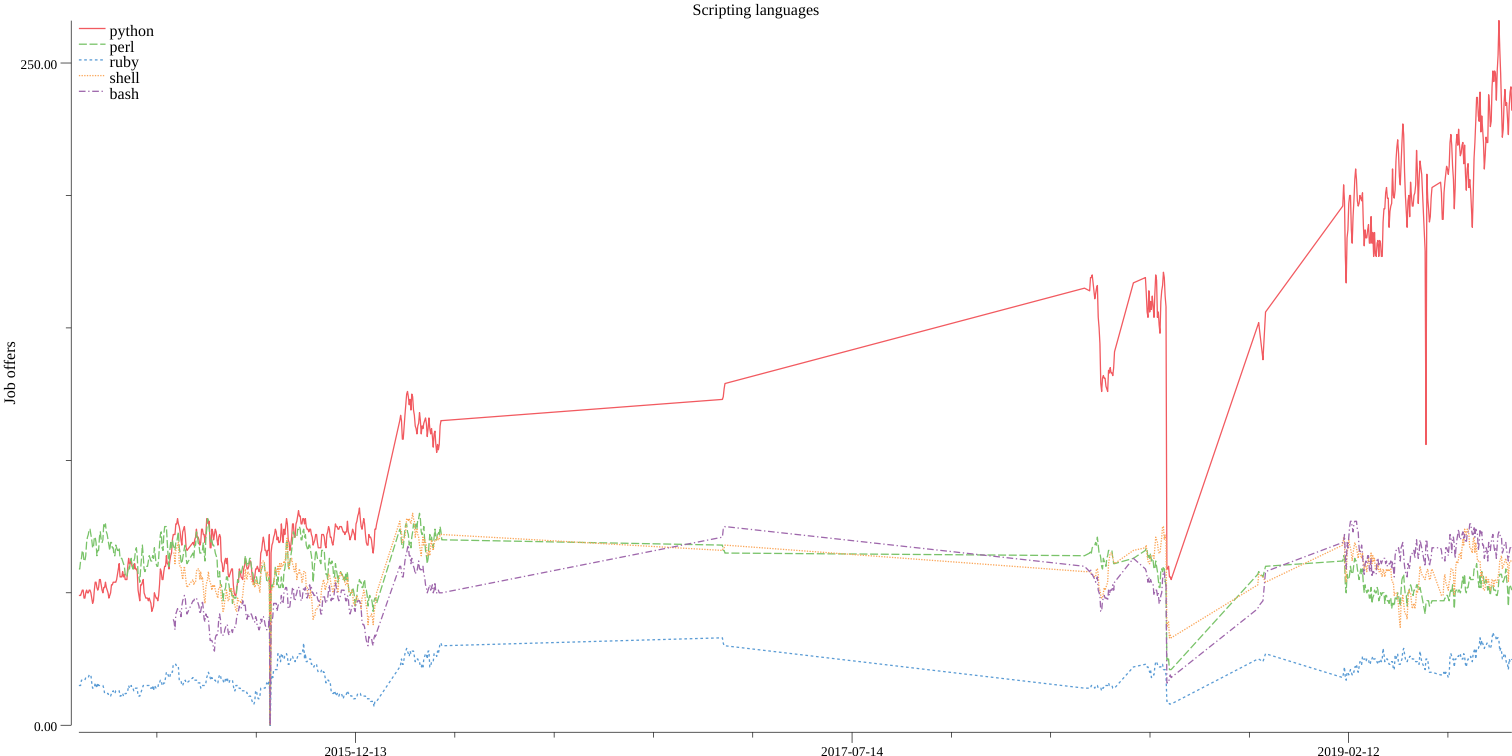 Scripting languages
python
perl
ruby
shell
bash
250.00
Job offers
0.00
2015-12-13
2017-07-14
2019-02-12